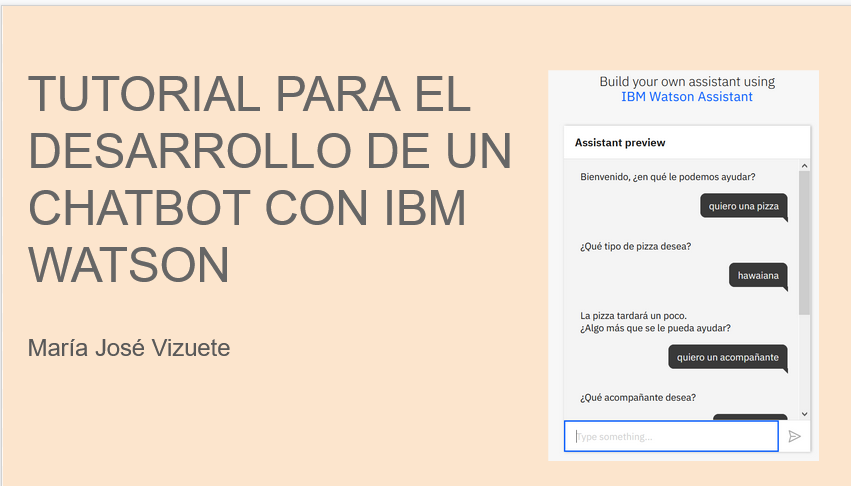 TUTORIAL PARA EL
DESARROLLO DE UN
CHATBOT CON IBM
WATSON
María José Vizuete
Build your own assistant using
IBM Watson Assistant
Assistant preview
Bienvenido, ¿en qué le podemos ayudar?
quiero una pizza
¿Qué tipo de pizza desea?
hawaiana
La pizza tardará un poco.
¿Algo más que se le pueda ayudar?
quiero un acompañante
¿Qué acompañante desea?
Type something...